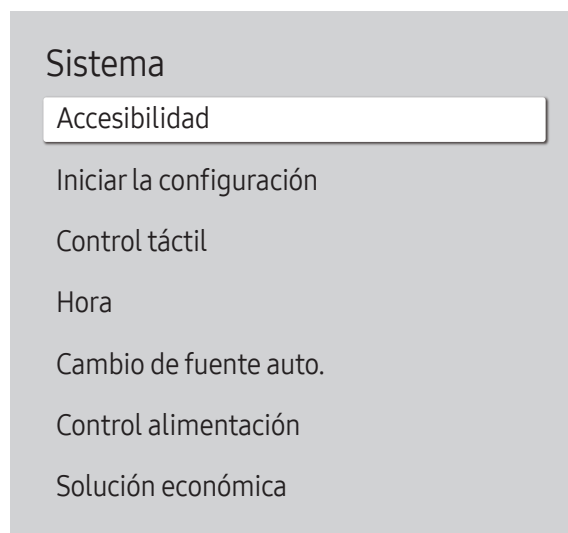 Sistema
Accesibilidad
Iniciar la configuración
Control táctil
Hora
Cambio de fuente auto.
Control alimentación
Solución económica